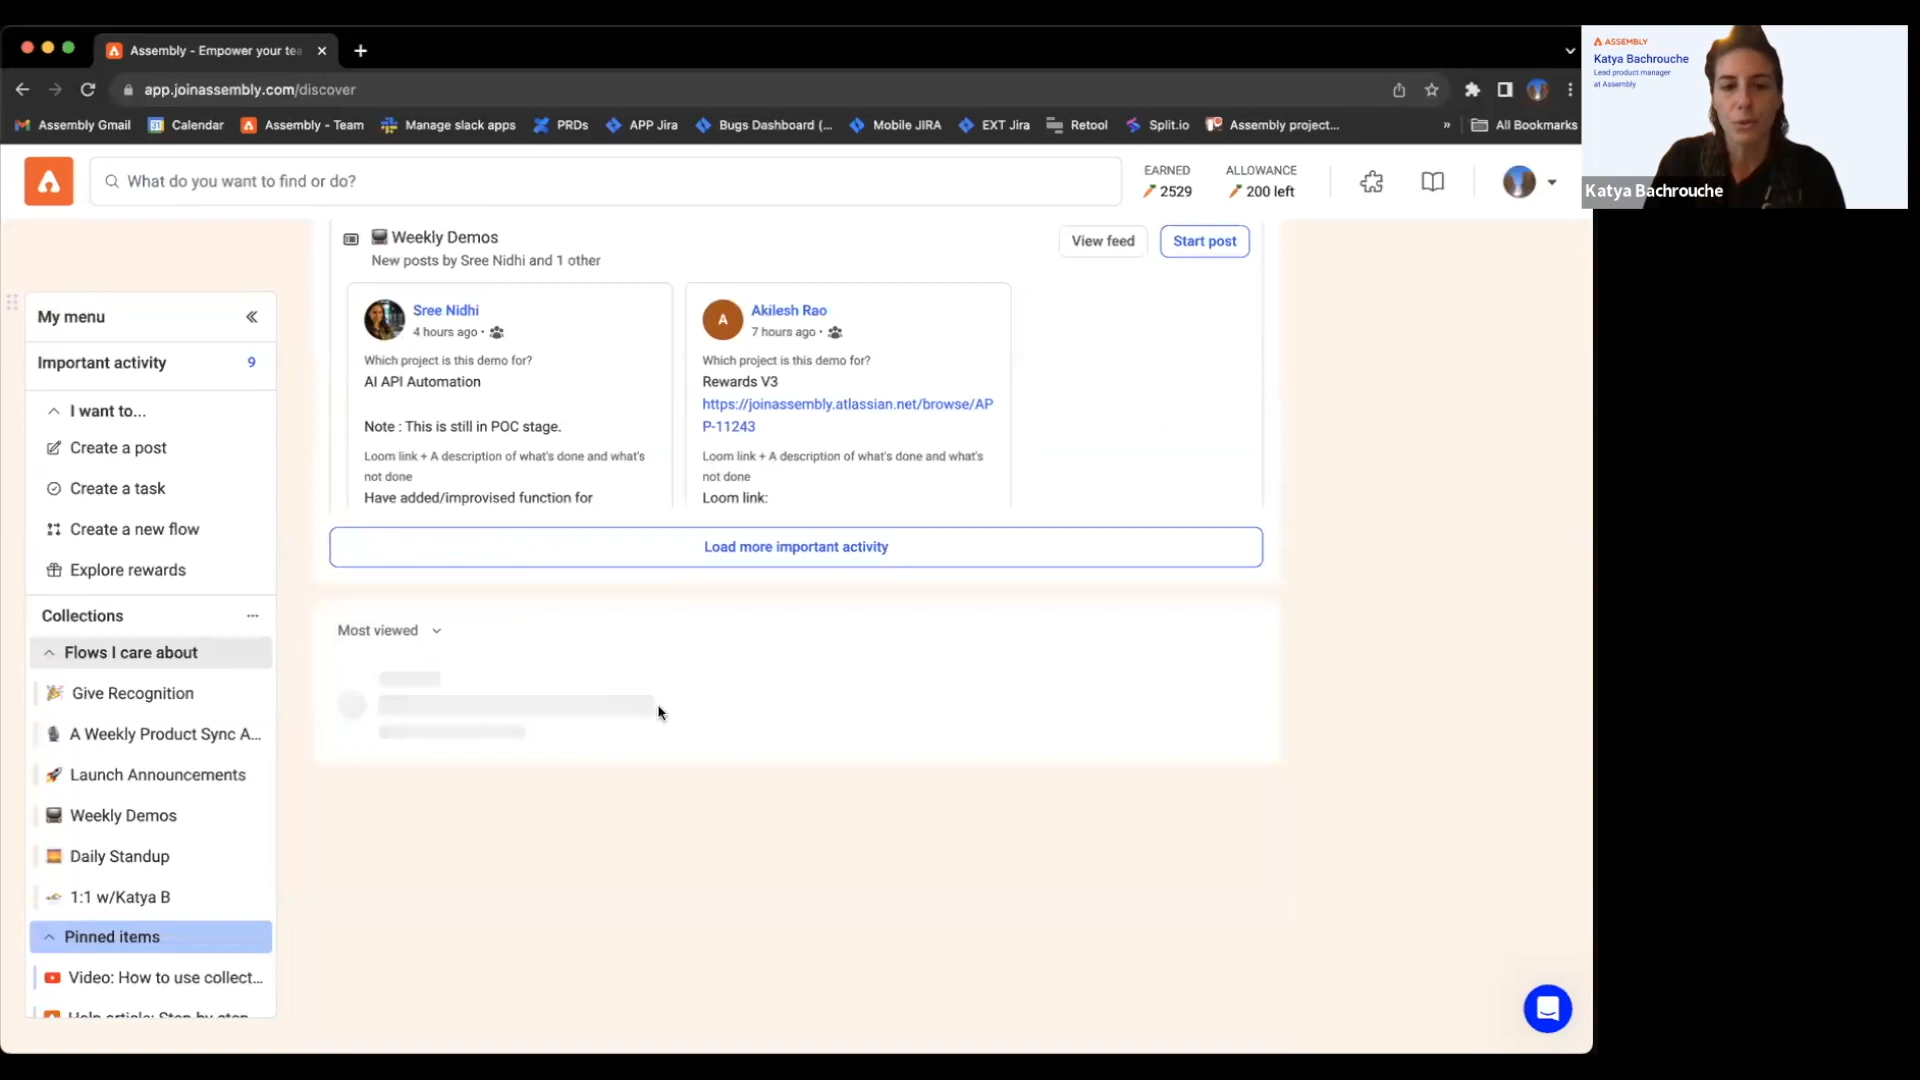 Assembly - Empower your tea
app.joinassembly.com/discover
Assembly Gmail
Calendar
Assembly - Team
Manage slack apps
PRDs
APP Jira
Bugs Dashboard (...
Mobile JIRA
EXT Jira
Retool
Split.io
Assembly project...
»
All Bookmarks
ASSEMBLY
Katya Bachrouche
Lead product manager
at Assembly
Katya Bachrouche
What do you want to find or do?
EARNED
2529
ALLOWANCE
200 left
My menu
Important activity 9
I want to...
Create a post
Create a task
Create a new flow
Explore rewards
Collections ...
Flows I care about
Give Recognition
A Weekly Product Sync A...
Launch Announcements
Weekly Demos
Daily Standup
1:1 w/Katya B
Pinned items
Video: How to use collect...
Help article: Step by step
Weekly Demos
New posts by Sree Nidhi and 1 other
View feed
Start post
Sree Nidhi
4 hours ago •
Which project is this demo for?
AI API Automation
Note : This is still in POC stage.
Loom link + A description of what's done and what's
not done
Have added/improvised function for
A
Akilesh Rao
7 hours ago •
Which project is this demo for?
Rewards V3
https://joinassembly.atlassian.net/browse/AP
P-11243
Loom link + A description of what's done and what's
not done
Loom link:
Load more important activity
Most viewed